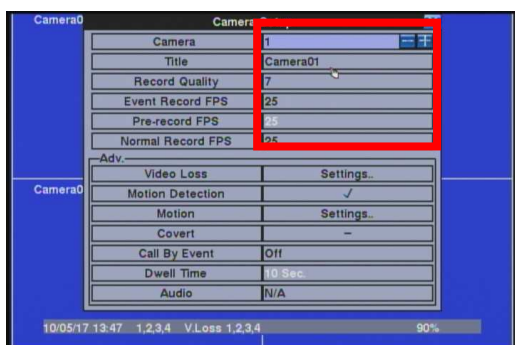 Camera0
Camera
Camera 1 — +
Title Camera01
Record Quality 7
Event Record FPS 25
Pre-record FPS 25
Normal Record FPS 25
Adv.
Video Loss Settings..
Camera0
Motion Detection √
Motion Settings..
Covert –
Call By Event Off
Dwell Time 10 Sec.
Audio N/A
10/05/17 13:47 1,2,3,4 V.Loss 1,2,3,4 90%